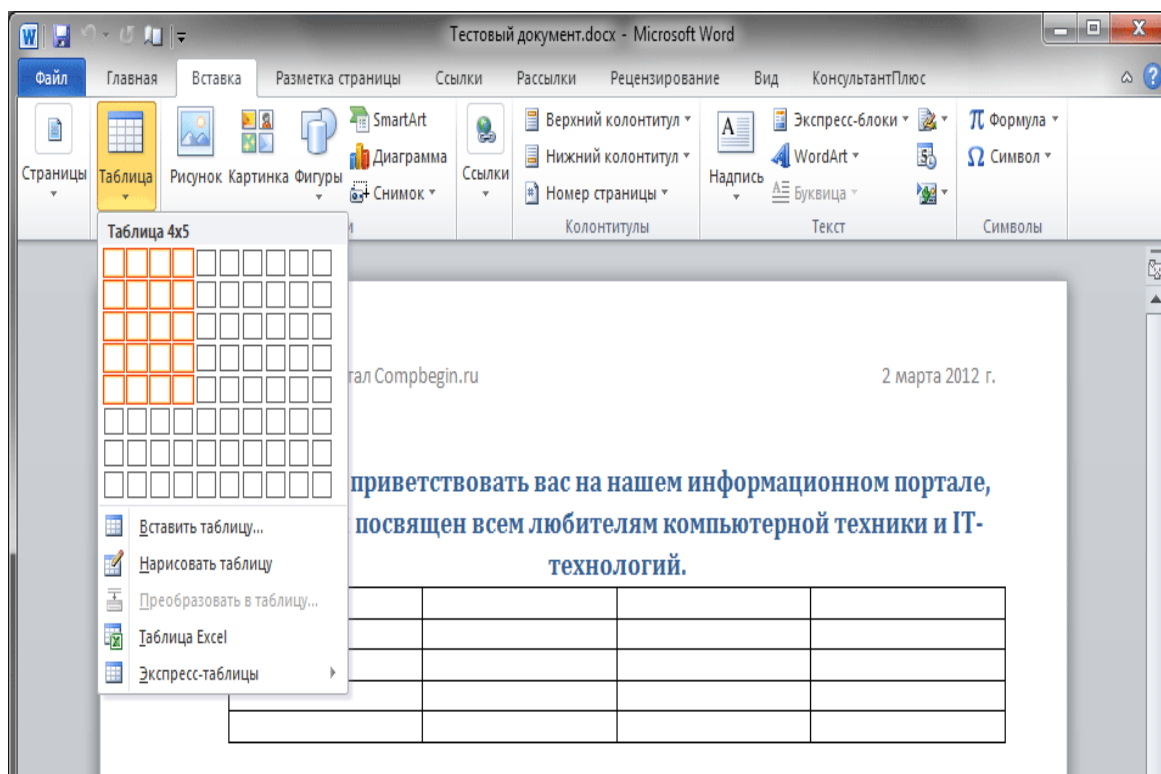 Тестовый документ.docx - Microsoft Word
Файл Главная Вставка Разметка страницы Ссылки Рассылки Рецензирование Вид КонсультантПлюс
Страницы Таблица Рисунок Картинка Фигуры SmartArt Диаграмма Снимок Ссылки Верхний колонтитул Нижний колонтитул Номер страницы Надпись Экспресс-блоки WordArt Буквица π Формула Ω Символ
Колонтитулы Текст Символы
Таблица 4x5
Compbegin.ru 2 марта 2012 г.
приветствовать вас на нашем информационном портале,
посвящен всем любителям компьютерной техники и IT-
технологий.
Вставить таблицу...
Нарисовать таблицу
Преобразовать в таблицу...
Таблица Excel
Экспресс-таблицы